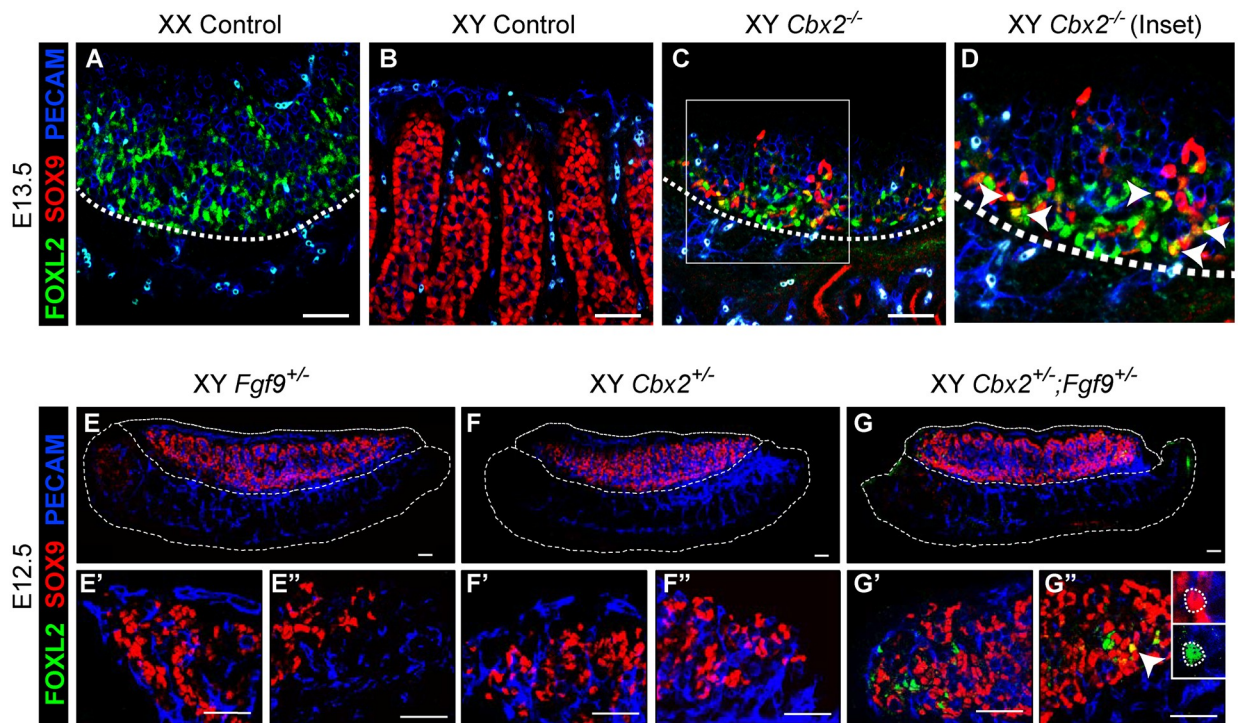 XX Control
XY Control
XY Cbx2-/-
XY Cbx2-/- (Inset)
E13.5
FOXL2 SOX9 PECAM
A
B
C
D
XY Fgf9+/-
XY Cbx2+/-
XY Cbx2+/-;Fgf9+/-
E12.5
FOXL2 SOX9 PECAM
E
F
G
E’
E”
F’
F”
G’
G”